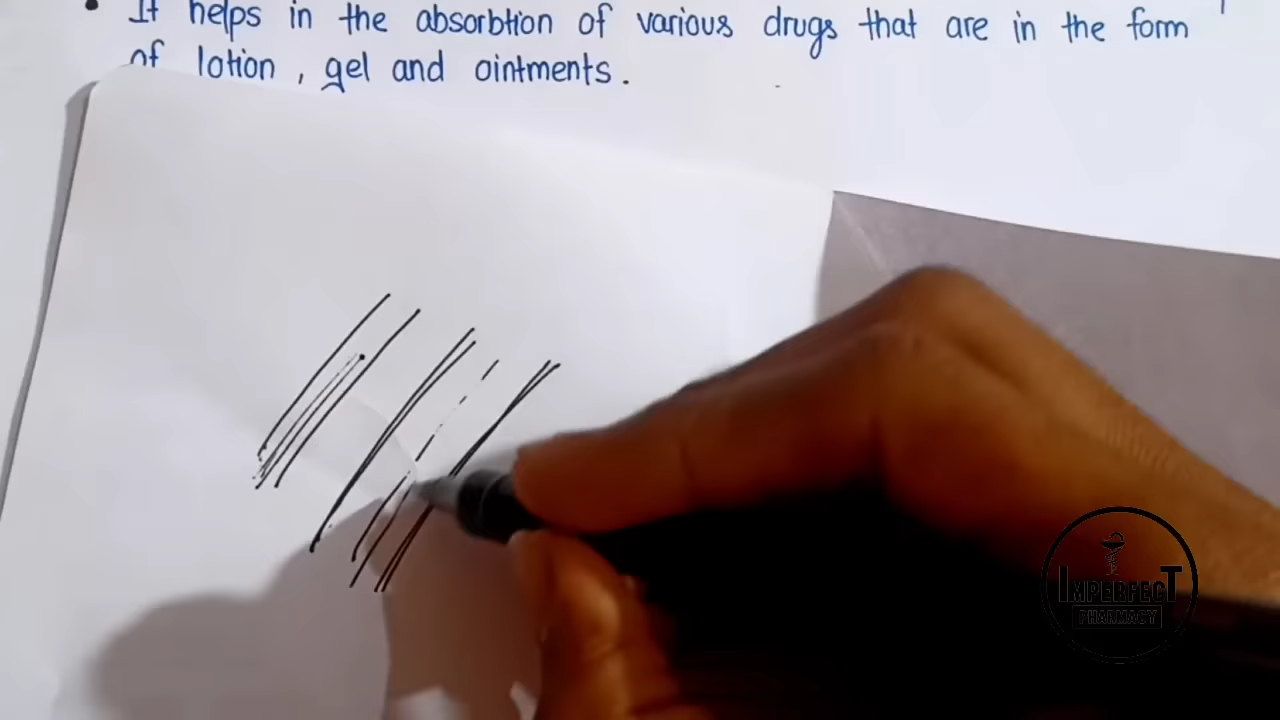 It helps in the absorbtion of various drugs that are in the form
of lotion, gel and ointments.
IMPERFECT
PHARMACY